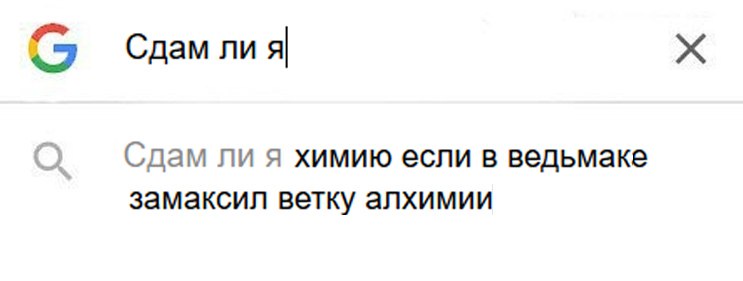 Сдам ли я
Сдам ли я химию если в ведьмаке
замаксил ветку алхимии